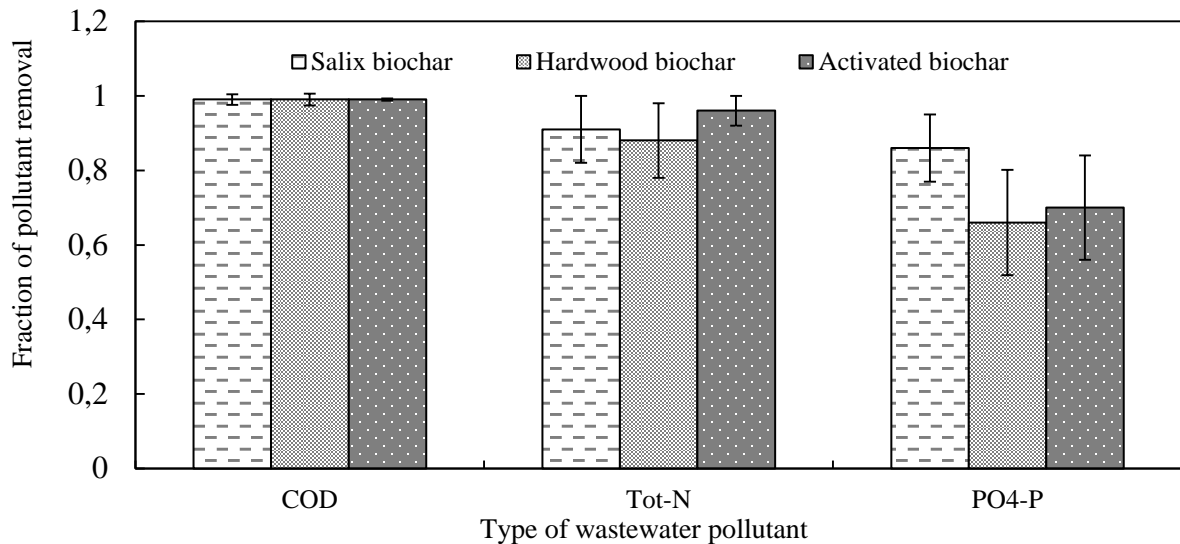 Fraction of pollutant removal
1,2
1
0,8
0,6
0,4
0,2
0
Salix biochar Hardwood biochar Activated biochar
COD Tot-N PO4-P
Type of wastewater pollutant